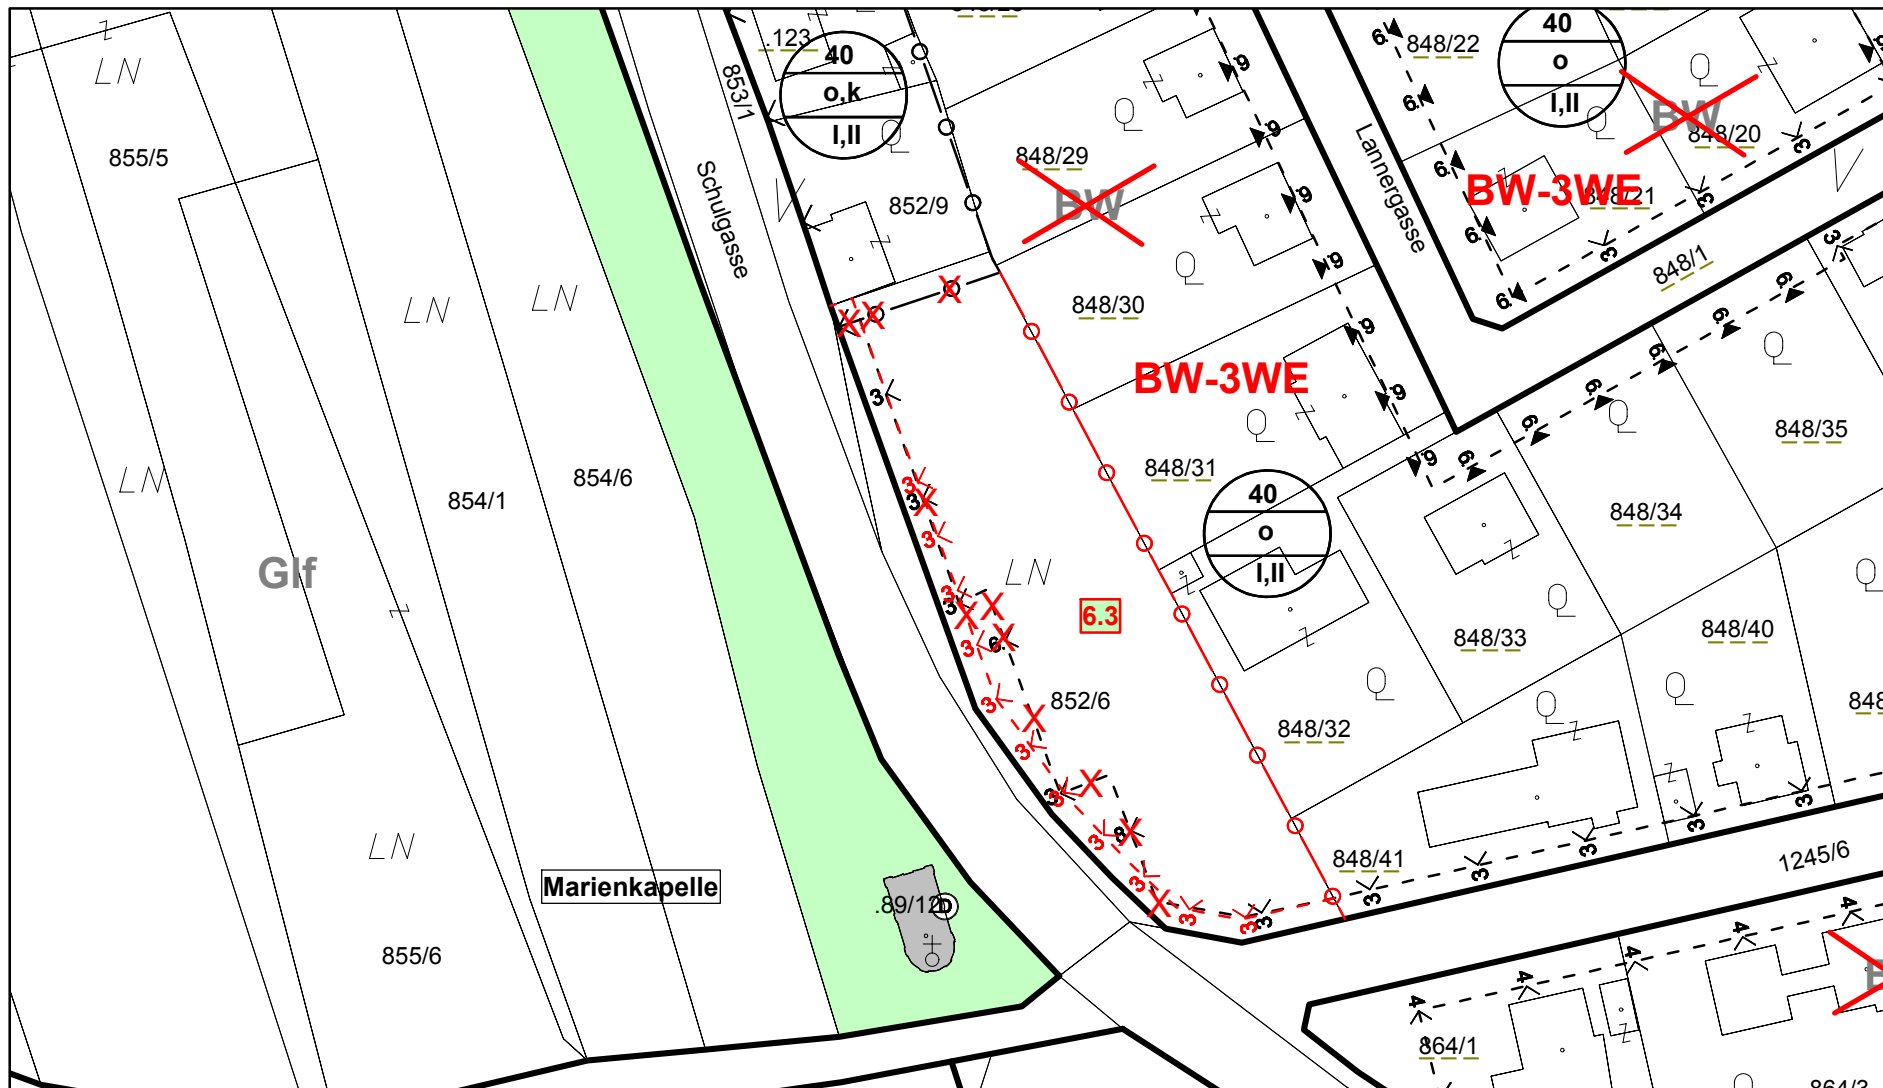 .123
40
o,k
I,II
848/22
40
o
I,II
BW
848/20
LN
855/5
853/1
Schulgasse
852/9
848/29
BW
Lannergasse
BW-3WE
848/21
848/1
LN
LN
848/30
BW-3WE
LN
854/1
854/6
848/31
40
o
I,II
848/35
848/34
Glf
LN
6.3
848/33
848/40
852/6
848/32
LN
Marienkapelle
.89/12
D
848/41
1245/6
855/6
864/1